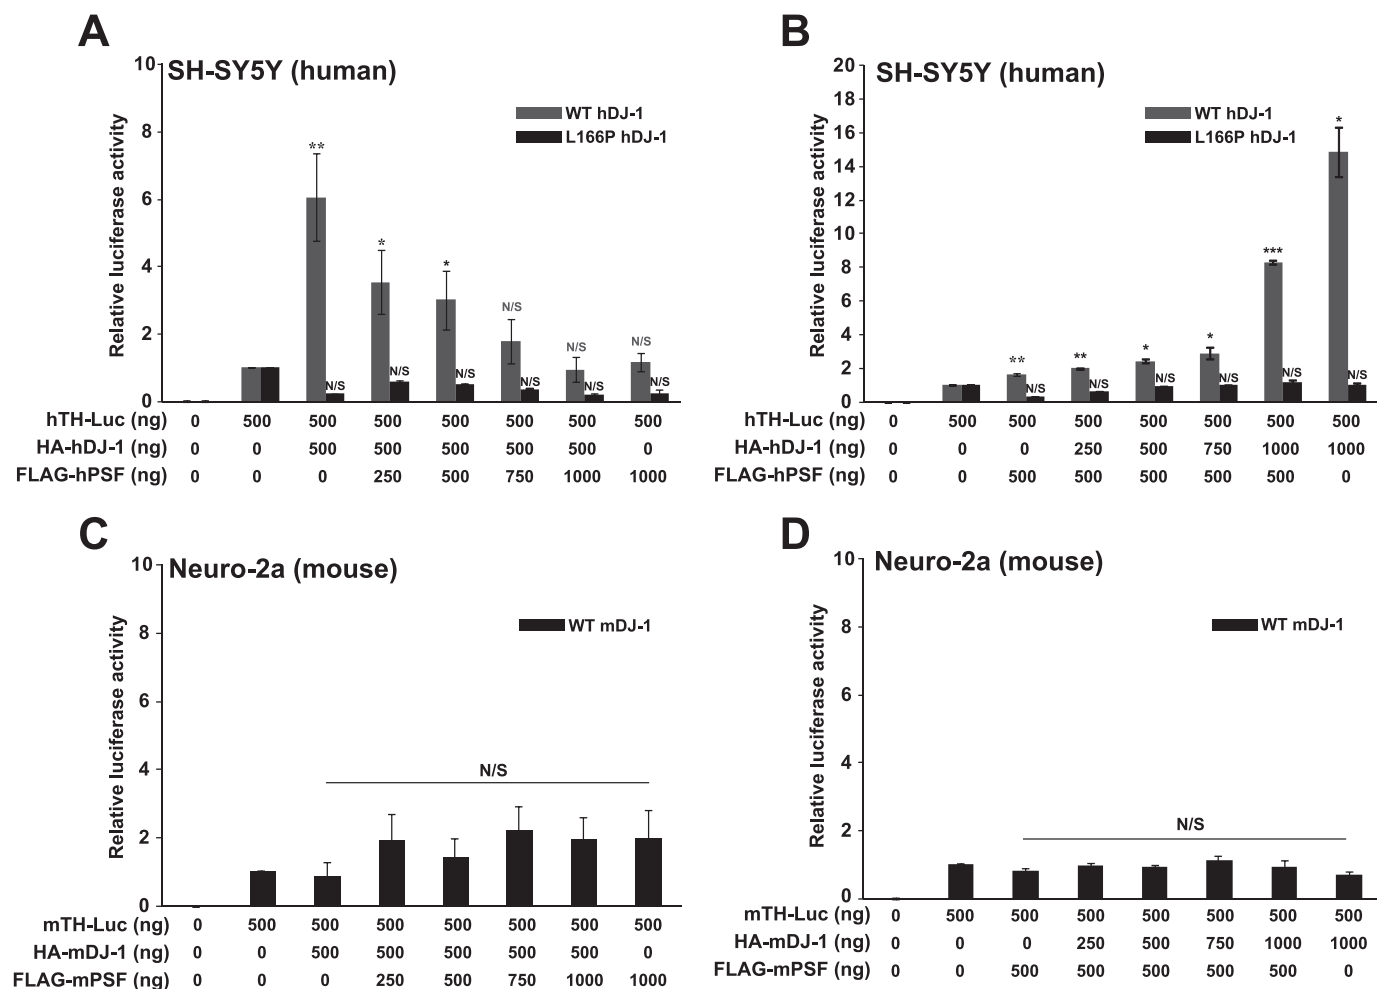 A
SH-SY5Y (human)
WT hDJ-1
L166P hDJ-1
Relative luciferase activity
10
8
6
4
2
0
** * * N/S N/S N/S
N/S N/S N/S N/S N/S N/S
hTH-Luc (ng) 0 500 500 500 500 500 500 500
HA-hDJ-1 (ng) 0 0 500 500 500 500 500 0
FLAG-hPSF (ng) 0 0 0 250 500 750 1000 1000
B
SH-SY5Y (human)
WT hDJ-1
L166P hDJ-1
Relative luciferase activity
20
18
16
14
12
10
8
6
4
2
0
** ** * * *** *
N/S N/S N/S N/S N/S N/S
hTH-Luc (ng) 0 500 500 500 500 500 500 500
HA-hDJ-1 (ng) 0 0 0 250 500 750 1000 1000
FLAG-hPSF (ng) 0 0 500 500 500 500 500 0
C
Neuro-2a (mouse)
WT mDJ-1
Relative luciferase activity
10
8
6
4
2
0
N/S
mTH-Luc (ng) 0 500 500 500 500 500 500 500
HA-mDJ-1 (ng) 0 0 500 500 500 500 500 0
FLAG-mPSF (ng) 0 0 0 250 500 750 1000 1000
D
Neuro-2a (mouse)
WT mDJ-1
Relative luciferase activity
10
8
6
4
2
0
N/S
mTH-Luc (ng) 0 500 500 500 500 500 500 500
HA-mDJ-1 (ng) 0 0 0 250 500 750 1000 1000
FLAG-mPSF (ng) 0 0 500 500 500 500 500 0